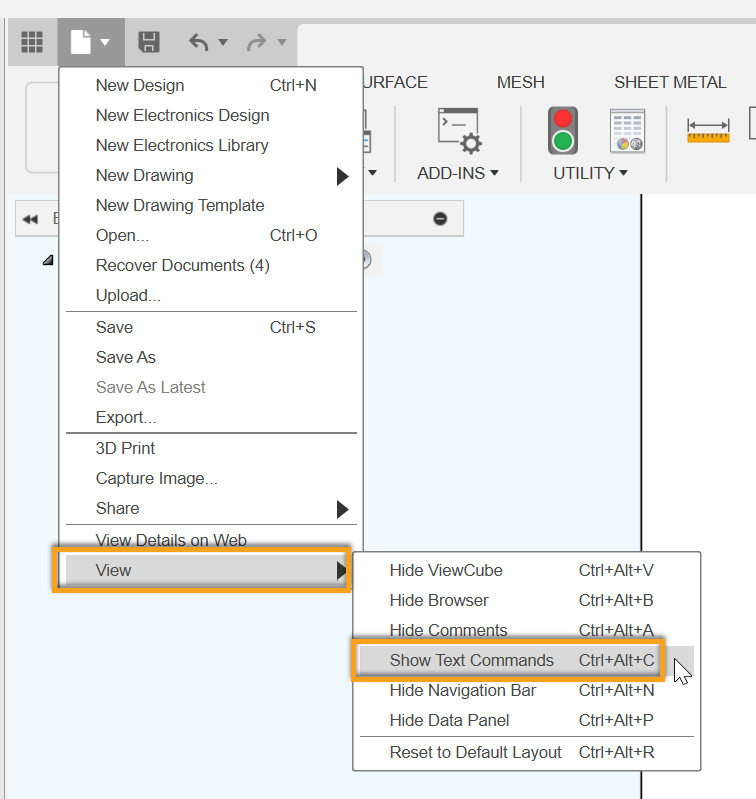 URFACE MESH SHEET METAL
ADD-INS UTILITY
New Design Ctrl+N
New Electronics Design
New Electronics Library
New Drawing
New Drawing Template
Open... Ctrl+O
Recover Documents (4)
Upload...
Save Ctrl+S
Save As
Save As Latest
Export...
3D Print
Capture Image...
Share
View Details on Web
View
Hide ViewCube Ctrl+Alt+V
Hide Browser Ctrl+Alt+B
Hide Comments Ctrl+Alt+A
Show Text Commands Ctrl+Alt+C
Hide Navigation Bar Ctrl+Alt+N
Hide Data Panel Ctrl+Alt+P
Reset to Default Layout Ctrl+Alt+R